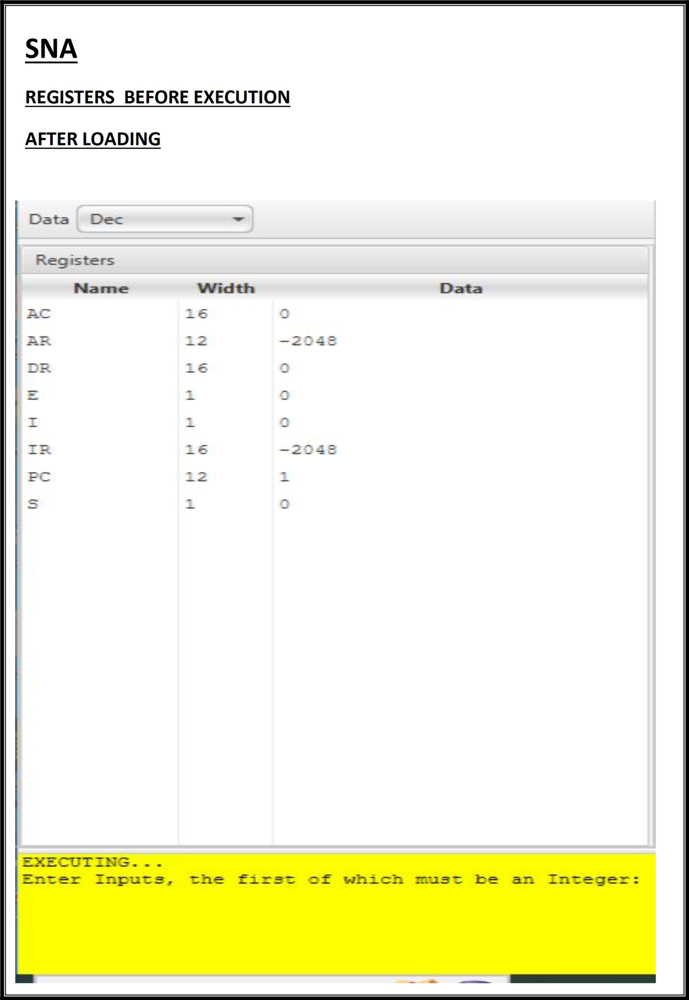 SNA
REGISTERS  BEFORE EXECUTION
AFTER LOADING
Data Dec
Registers
Name Width Data
AC 16 0
AR 12 -2048
DR 16 0
E 1 0
I 1 0
IR 16 -2048
PC 12 1
S 1 0
EXECUTING...
Enter Inputs, the first of which must be an Integer: